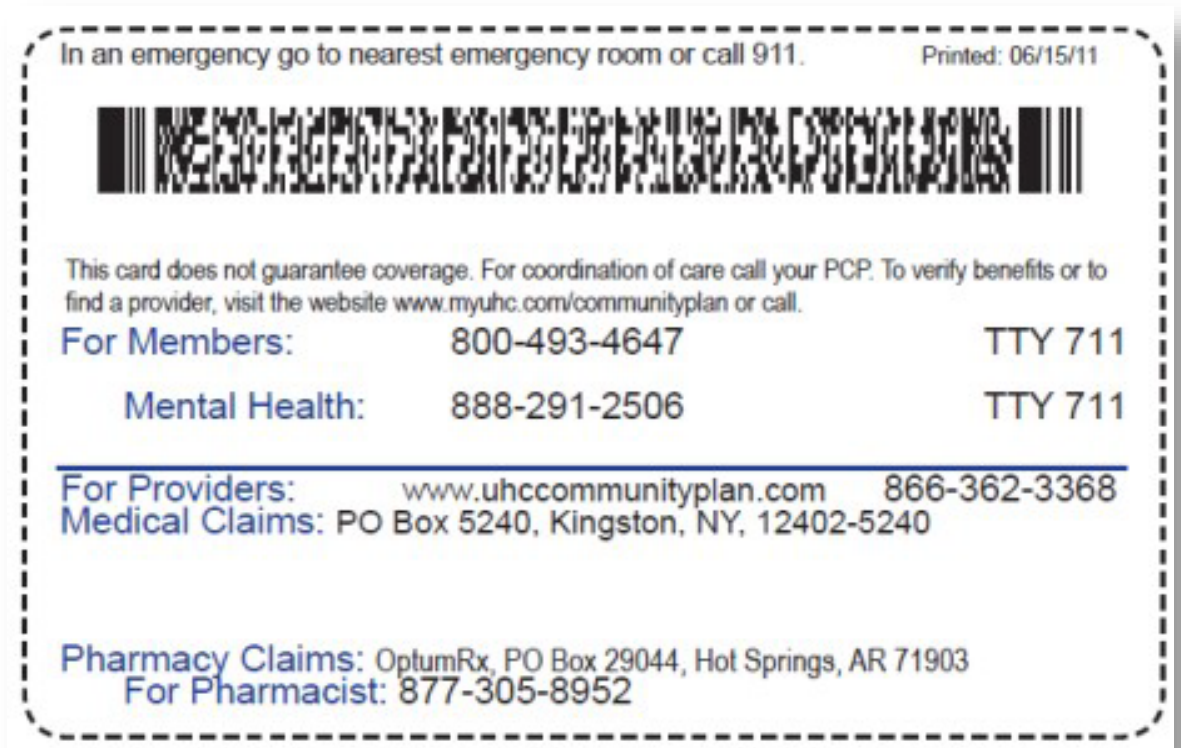 In an emergency go to nearest emergency room or call 911. Printed: 06/15/11
This card does not guarantee coverage. For coordination of care call your PCP. To verify benefits or to
find a provider, visit the website www.myuhc.com/communityplan or call.
For Members: 800-493-4647 TTY 711
Mental Health: 888-291-2506 TTY 711
For Providers: www.uhccommunityplan.com 866-362-3368
Medical Claims: PO Box 5240, Kingston, NY, 12402-5240
Pharmacy Claims: OptumRx, PO Box 29044, Hot Springs, AR 71903
For Pharmacist: 877-305-8952